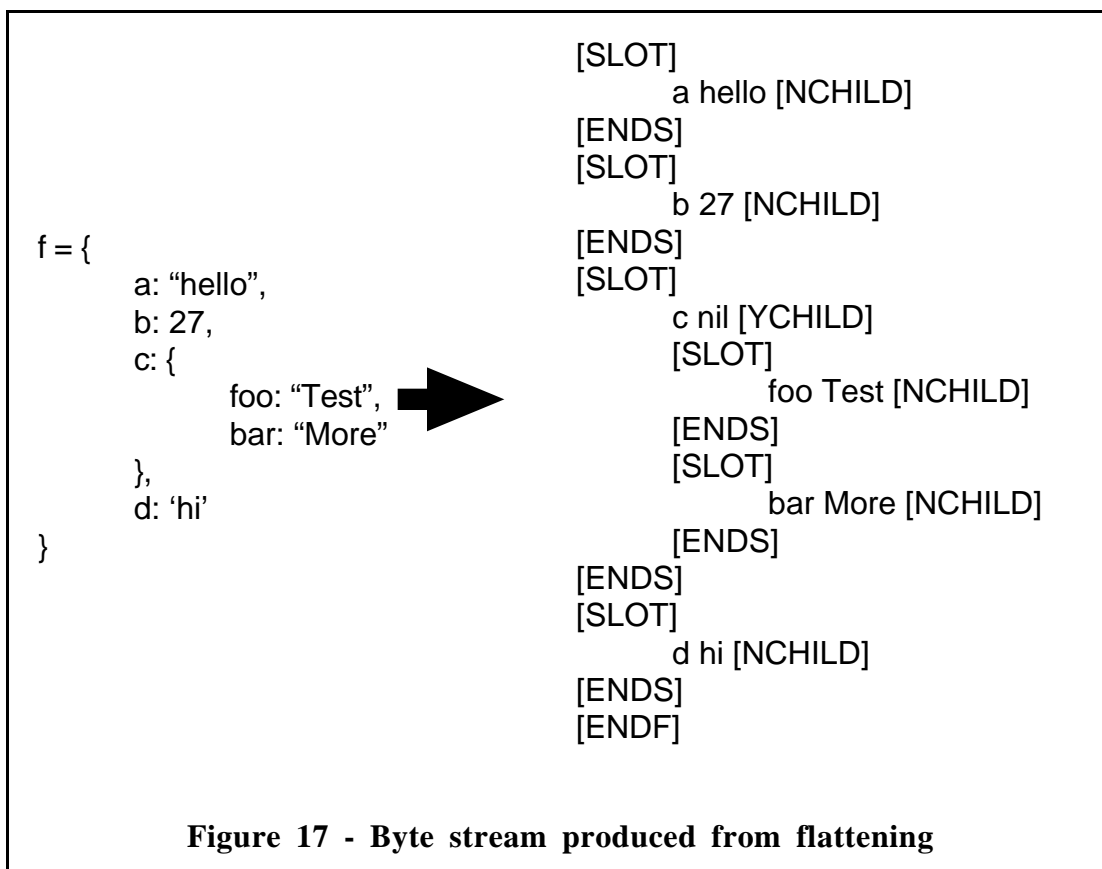 f = {
a: “hello”,
b: 27,
c: {
foo: “Test”,
bar: “More”
},
d: ‘hi’
}
[SLOT]
a hello [NCHILD]
[ENDS]
[SLOT]
b 27 [NCHILD]
[ENDS]
[SLOT]
c nil [YCHILD]
[SLOT]
foo Test [NCHILD]
[ENDS]
[SLOT]
bar More [NCHILD]
[ENDS]
[ENDS]
[SLOT]
d hi [NCHILD]
[ENDS]
[ENDF]
Figure 17 - Byte stream produced from flattening